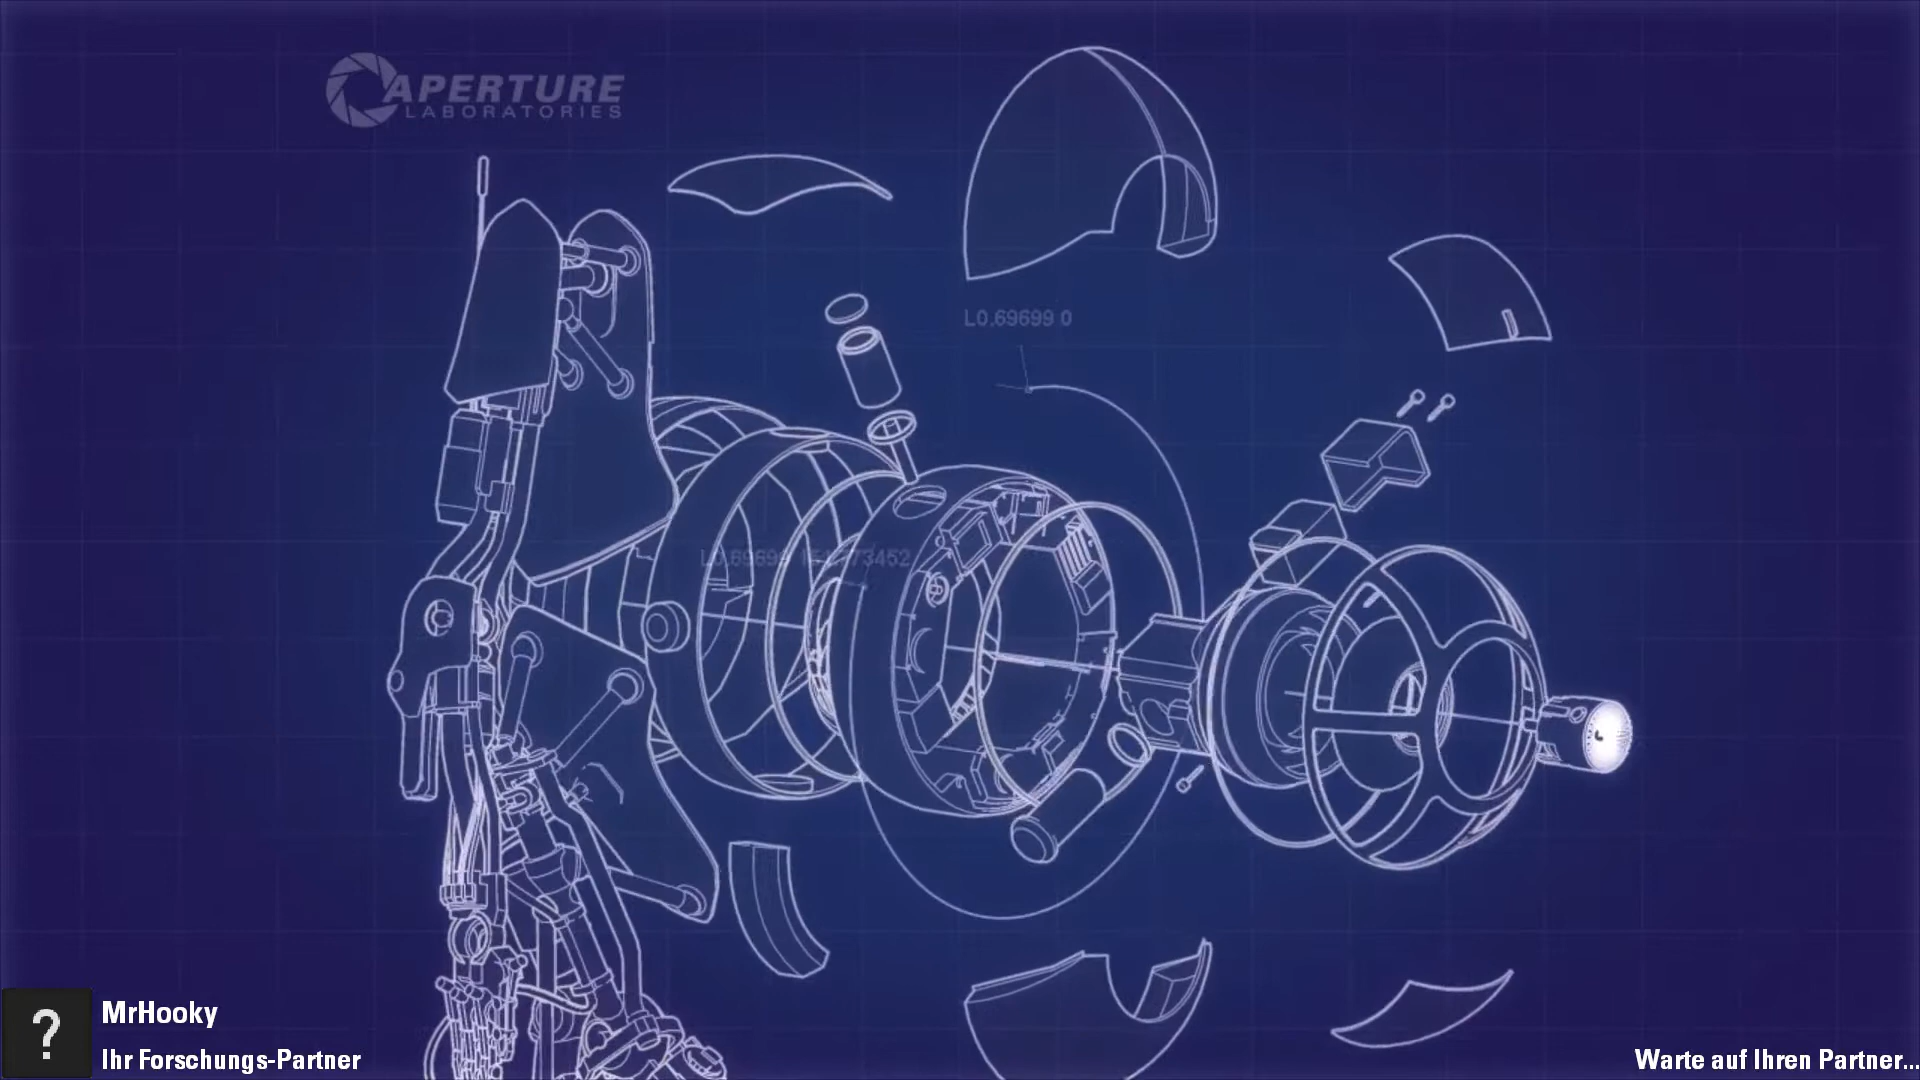 APERTURE
LABORATORIES
L0.69699 0
MrHooky
Ihr Forschungs-Partner
Warte auf Ihren Partner...